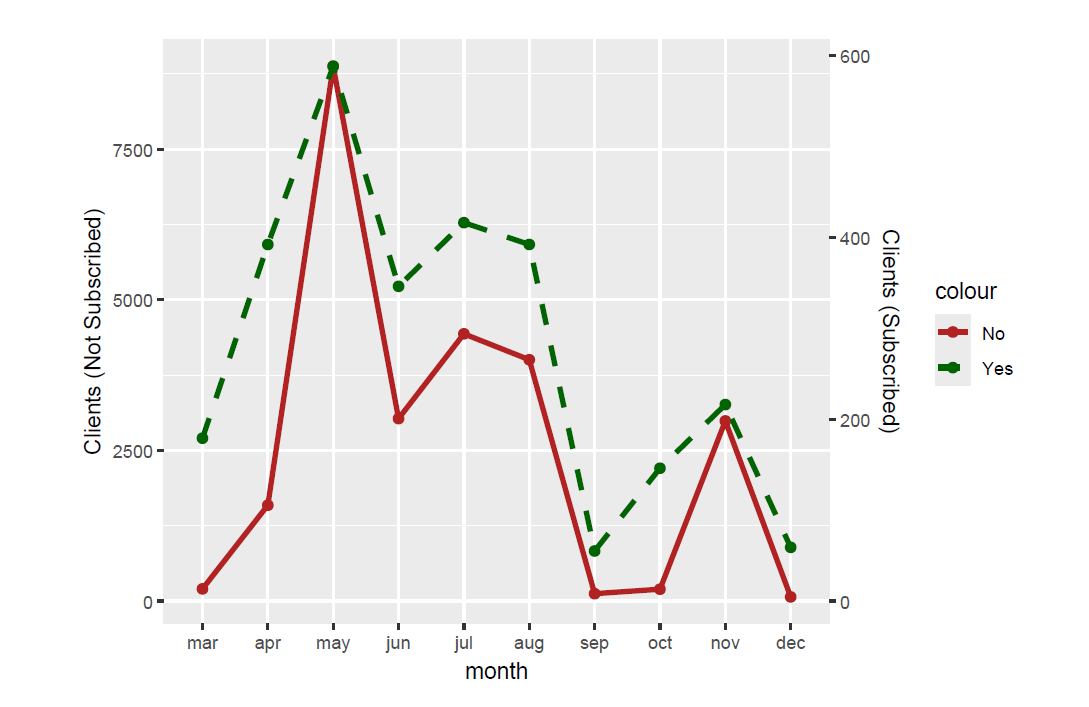 Clients (Not Subscribed)
7500
5000
2500
0
600
400
200
0
Clients (Subscribed)
mar apr may jun jul aug sep oct nov dec
month
colour
No
Yes